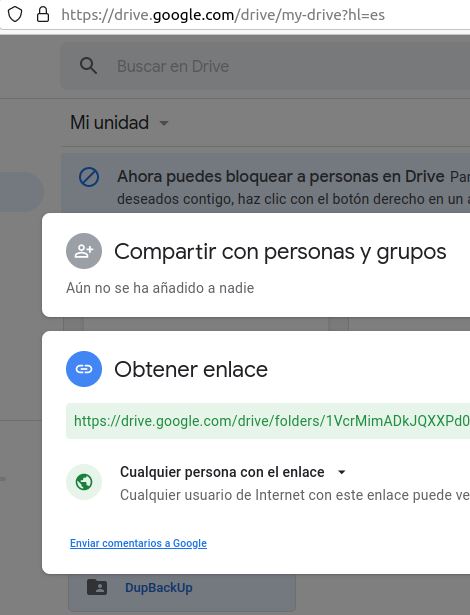 https://drive.google.com/drive/my-drive?hl=es
Buscar en Drive
Mi unidad
Ahora puedes bloquear a personas en Drive Par
deseados contigo, haz clic con el botón derecho en un a
Compartir con personas y grupos
Aún no se ha añadido a nadie
Obtener enlace
https://drive.google.com/drive/folders/1VcrMimADkJQXXPd0
Cualquier persona con el enlace
Cualquier usuario de Internet con este enlace puede ve
Enviar comentarios a Google
DupBackUp